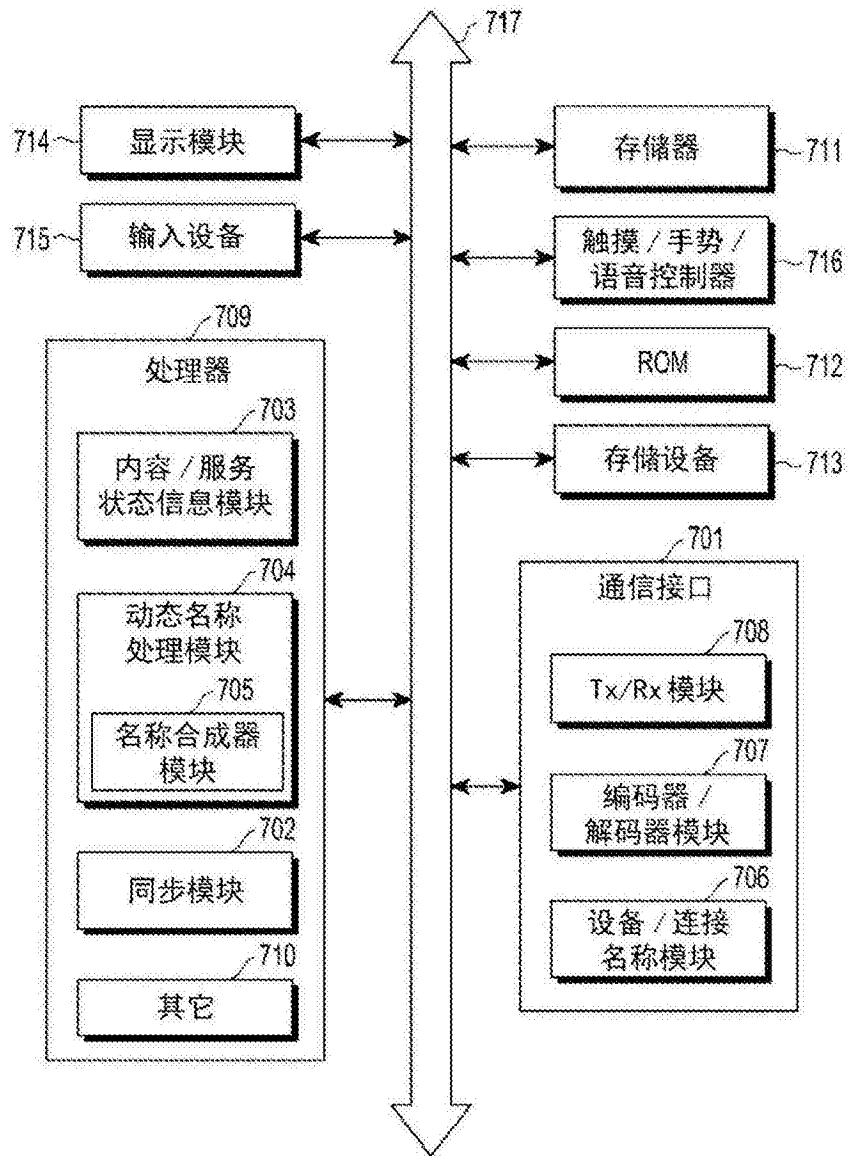 717
714
显示模块
715
输入设备
709
处理器
703
内容/服务
状态信息模块
704
动态名称
处理模块
705
名称合成器
模块
702
同步模块
710
其它
存储器
711
触摸/手势/
语音控制器
716
ROM
712
存储设备
713
701
通信接口
708
Tx/Rx 模块
707
编码器/
解码器模块
706
设备/连接
名称模块